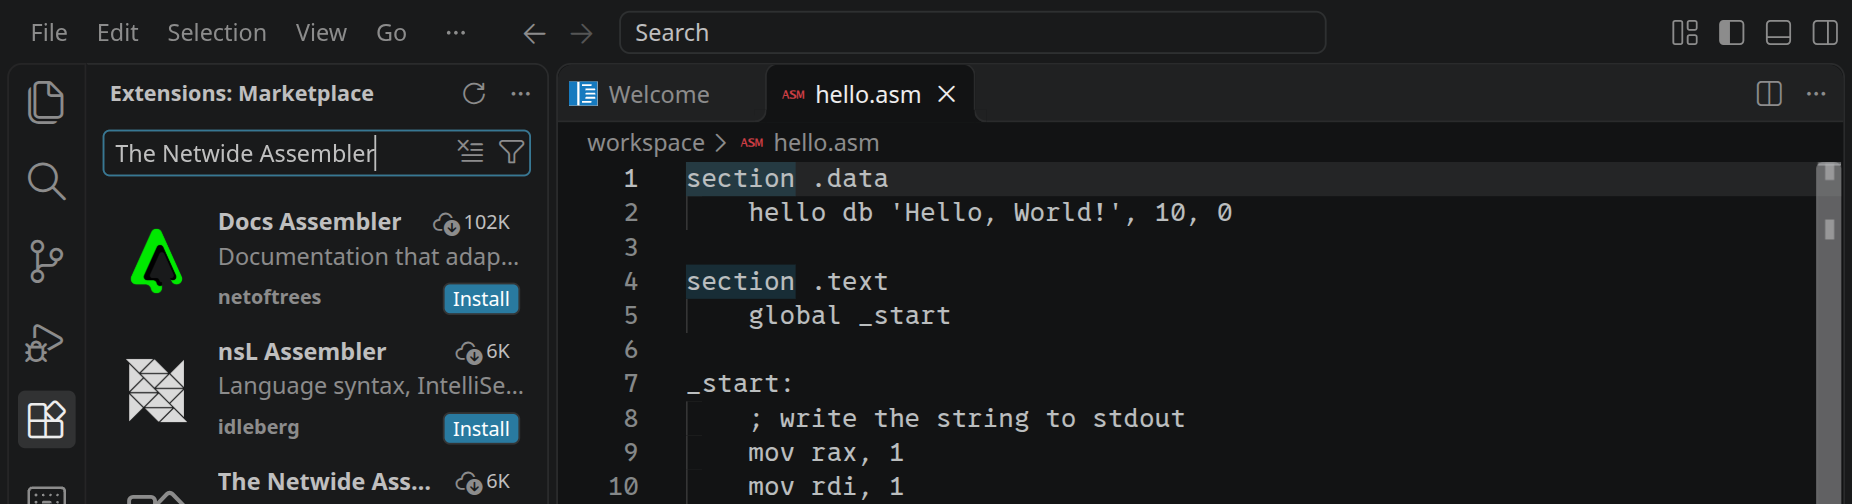 File Edit Selection View Go ···
Search
Extensions: Marketplace
The Netwide Assembler
Docs Assembler 102K
Documentation that adap...
netoftrees Install
nsL Assembler 6K
Language syntax, IntelliSe...
idleberg Install
The Netwide Ass... 6K
Welcome
ASM hello.asm
workspace > ASM hello.asm
1 section .data
2 hello db 'Hello, World!', 10, 0
3
4 section .text
5 global _start
6
7 _start:
8 ; write the string to stdout
9 mov rax, 1
10 mov rdi, 1